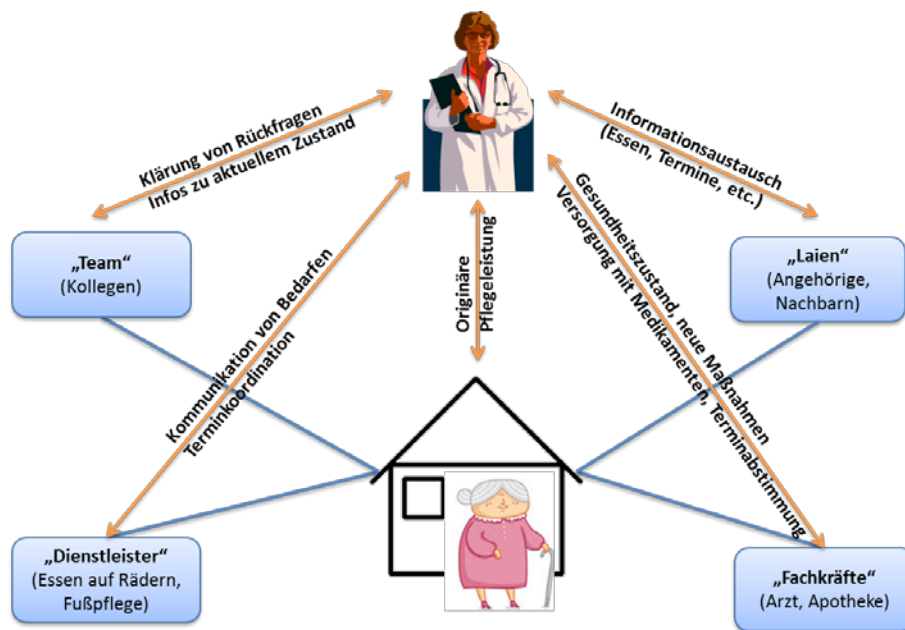 Klärung von Rückfragen
Infos zu aktuellem Zustand
Informationsaustausch
(Essen, Termine, etc.)
„Team“
(Kollegen)
Kommunikation von Bedarfen
Terminkoordination
Originäre
Pflegeleistung
Gesundheitszustand, neue Maßnahmen
Versorgung mit Medikamenten, Terminabstimmung
„Laien“
(Angehörige,
Nachbarn)
„Dienstleister“
(Essen auf Rädern,
Fußpflege)
„Fachkräfte“
(Arzt, Apotheke)